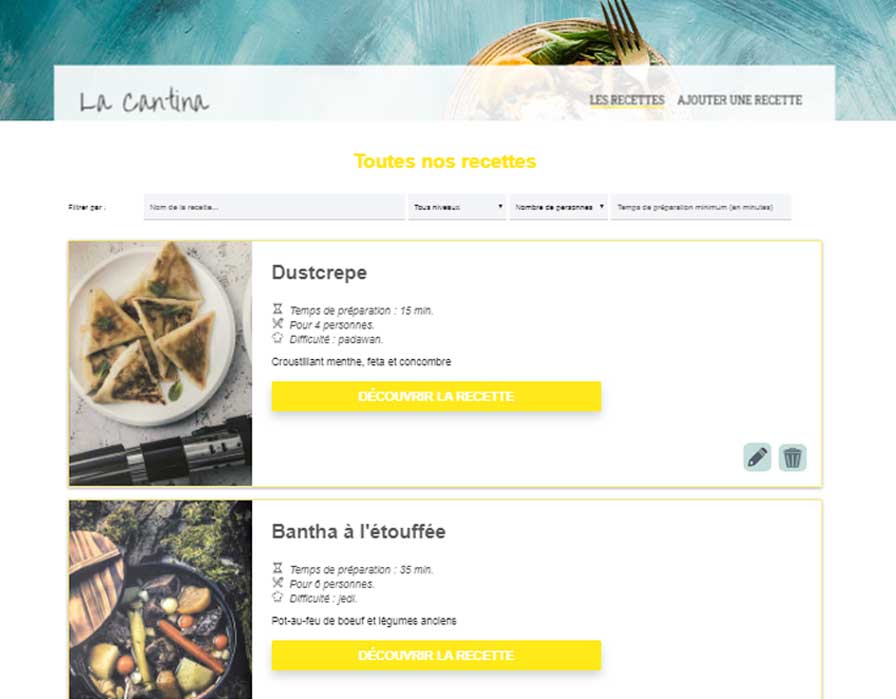 La Cantina
LES RECETTES AJOUTER UNE RECETTE
Toutes nos recettes
Filtrer par : Nom de la recette... Tous niveaux Nombre de personnes Temps de préparation minimum (en minutes)
Dustcrepe
Temps de préparation : 15 min.
Pour 4 personnes.
Difficulté : padawan.
Croustillant menthe, feta et concombre
DÉCOUVRIR LA RECETTE
Bantha à l'étouffée
Temps de préparation : 35 min.
Pour 6 personnes.
Difficulté : jedi.
Pot-au-feu de boeuf et légumes anciens
DÉCOUVRIR LA RECETTE